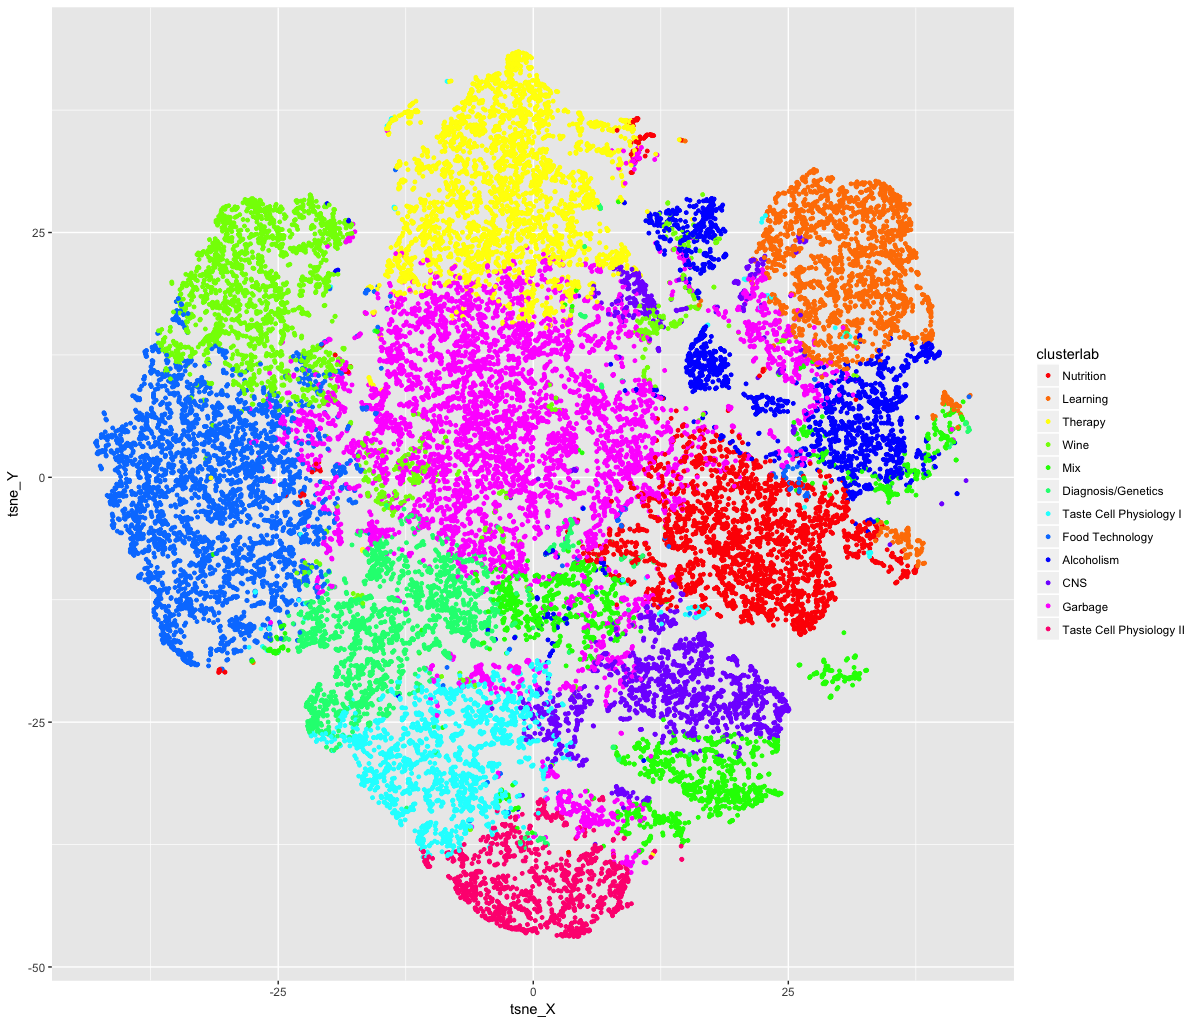 25
0
-25
-50
tsne_Y
-25
0
25
tsne_X
clusterlab
Nutrition
Learning
Therapy
Wine
Mix
Diagnosis/Genetics
Taste Cell Physiology I
Food Technology
Alcoholism
CNS
Garbage
Taste Cell Physiology II